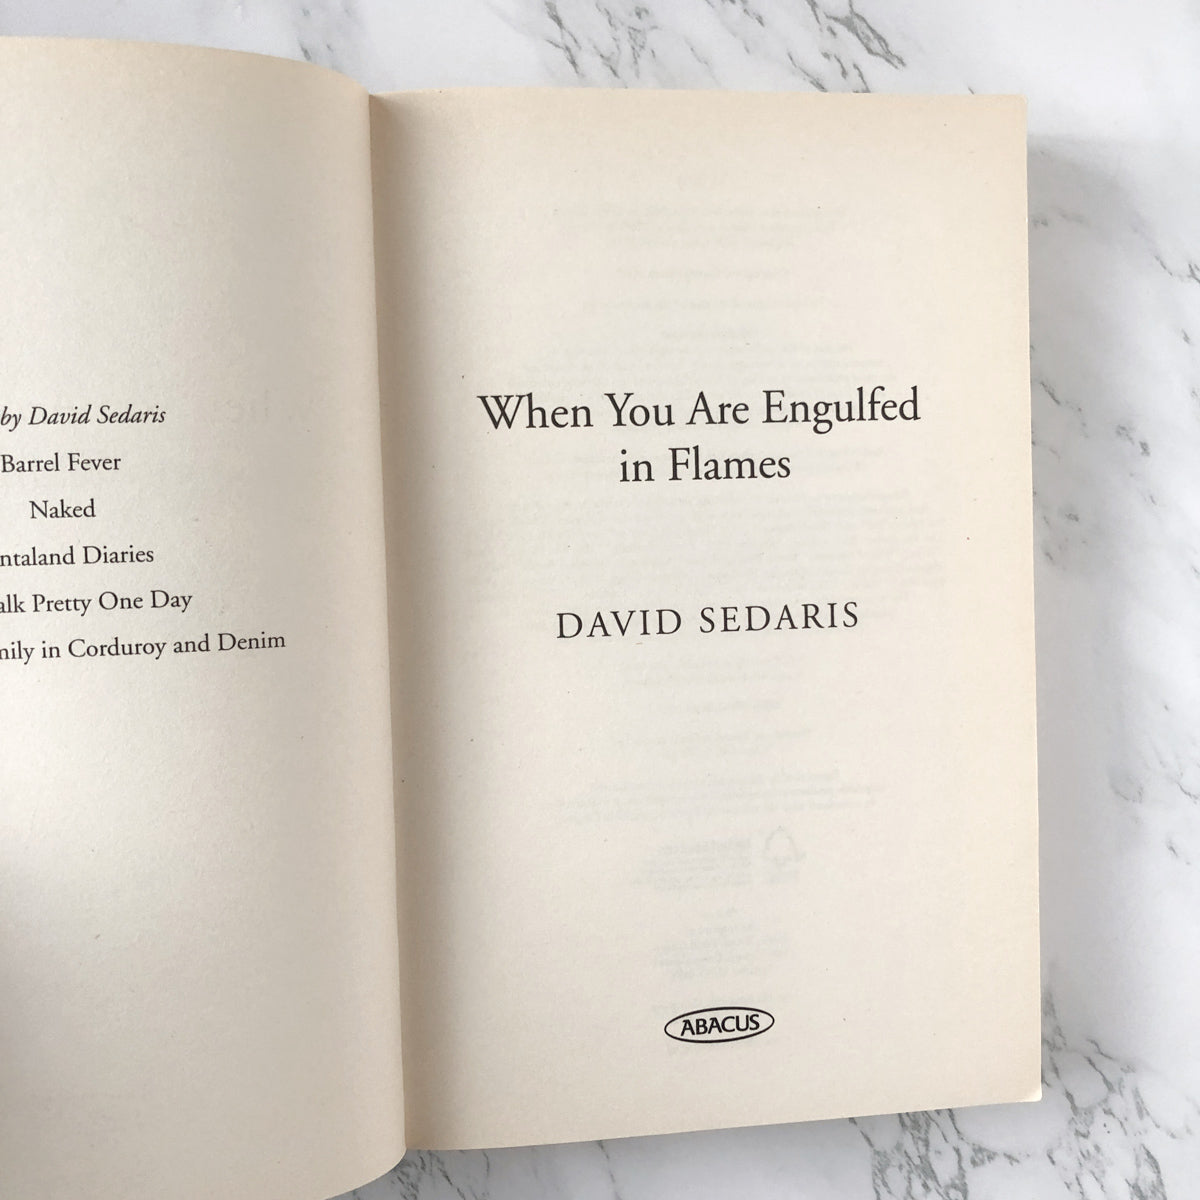 by David Sedaris
Barrel Fever
Naked
ntaland Diaries
alk Pretty One Day
mily in Corduroy and Denim
When You Are Engulfed
in Flames
DAVID SEDARIS
ABACUS